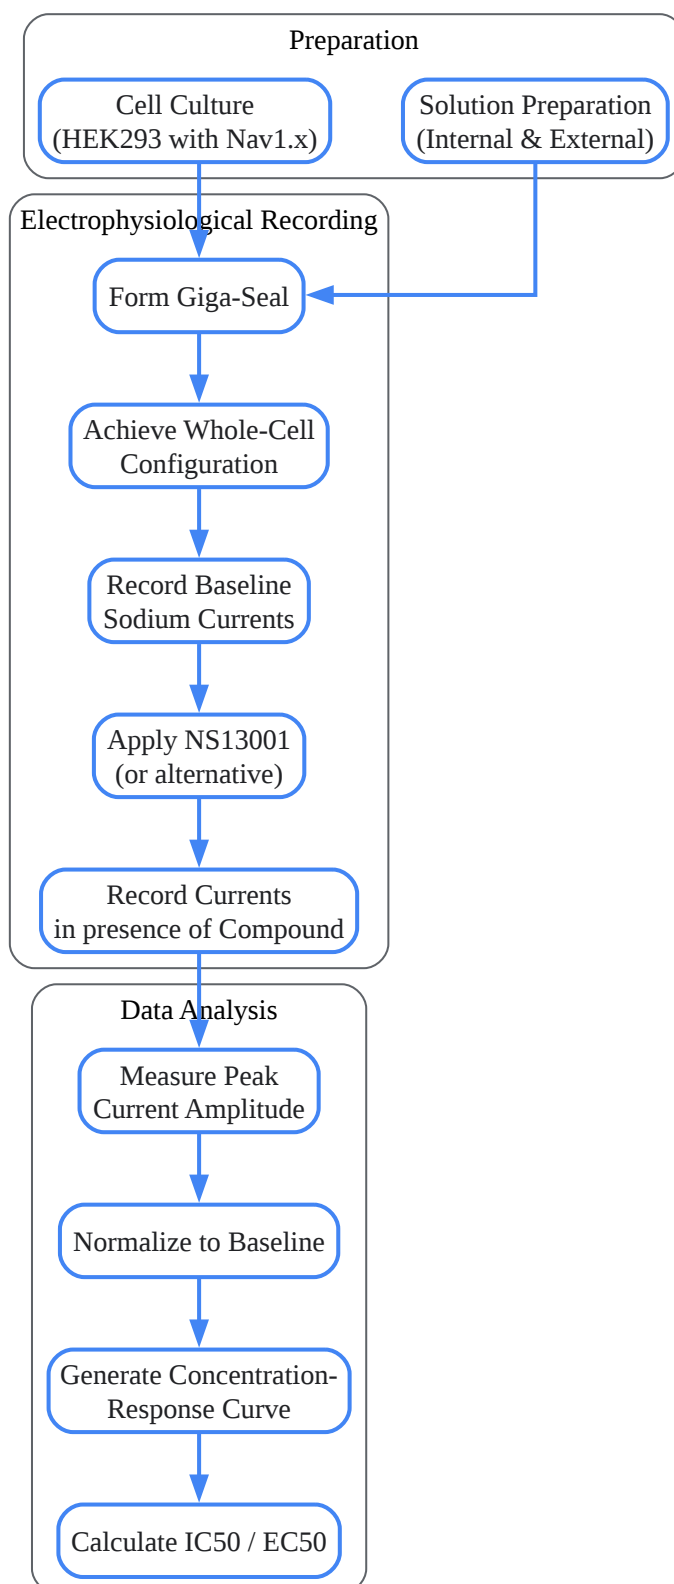 Preparation
Cell Culture
(HEK293 with Nav1.x)
Solution Preparation
(Internal & External)
Electrophysiological Recording
Form Giga-Seal
Achieve Whole-Cell
Configuration
Record Baseline
Sodium Currents
Apply NS13001
(or alternative)
Record Currents
in presence of Compound
Data Analysis
Measure Peak
Current Amplitude
Normalize to Baseline
Generate Concentration-
Response Curve
Calculate IC50 / EC50